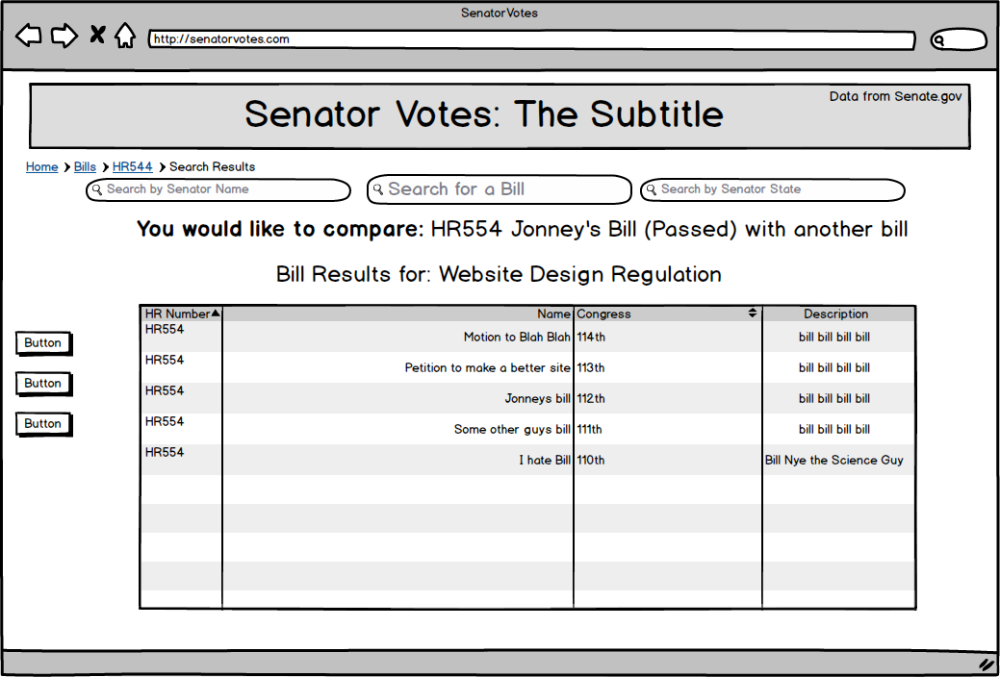 SenatorVotes
http://senatorvotes.com
Data from Senate.gov
Senator Votes: The Subtitle
Home Bills HR544 Search Results
Search by Senator Name Search for a Bill Search by Senator State
You would like to compare: HR554 Jonney's Bill (Passed) with another bill
Bill Results for: Website Design Regulation
HR Number Name Congress Description
HR554 Motion to Blah Blah 114th bill bill bill bill
HR554 Petition to make a better site 113th bill bill bill bill
HR554 Jonneys bill 112th bill bill bill bill
HR554 Some other guys bill 111th bill bill bill bill
HR554 I hate Bill 110th Bill Nye the Science Guy
Button
Button
Button